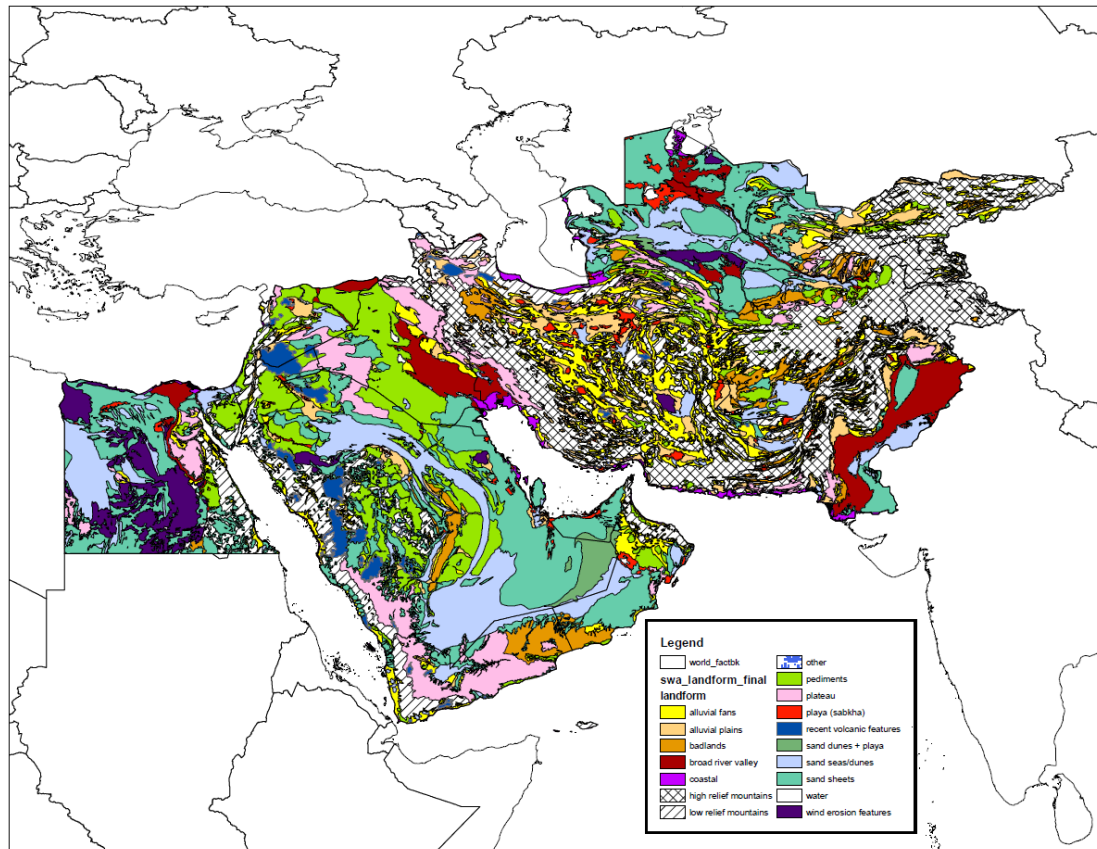 Legend
world_factbk
swa_landform_final
landform
alluvial fans
alluvial plains
badlands
broad river valley
coastal
high relief mountains
low relief mountains
other
pediments
plateau
playa (sabkha)
recent volcanic features
sand dunes + playa
sand seas/dunes
sand sheets
water
wind erosion features